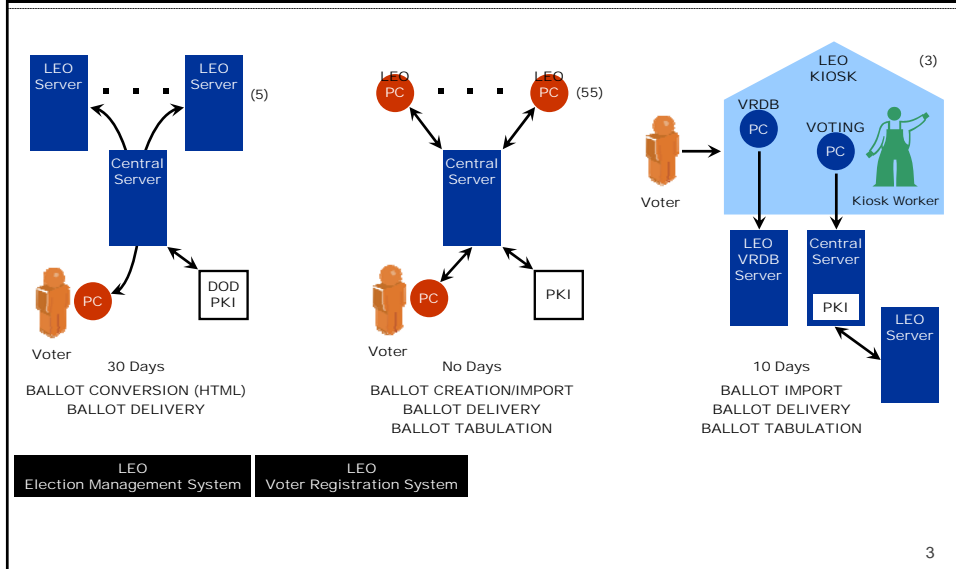 LEO
Server
LEO
Server
(5)
Central
Server
DOD
PKI
PC
Voter
30 Days
BALLOT CONVERSION (HTML)
BALLOT DELIVERY
LEO
PC
LEO
PC
(55)
Central
Server
PC
PKI
Voter
No Days
BALLOT CREATION/IMPORT
BALLOT DELIVERY
BALLOT TABULATION
LEO
KIOSK
(3)
VRDB
PC
VOTING
PC
Voter
Kiosk Worker
LEO
VRDB
Server
Central
Server
PKI
LEO
Server
10 Days
BALLOT IMPORT
BALLOT DELIVERY
BALLOT TABULATION
LEO
Election Management System
LEO
Voter Registration System
3